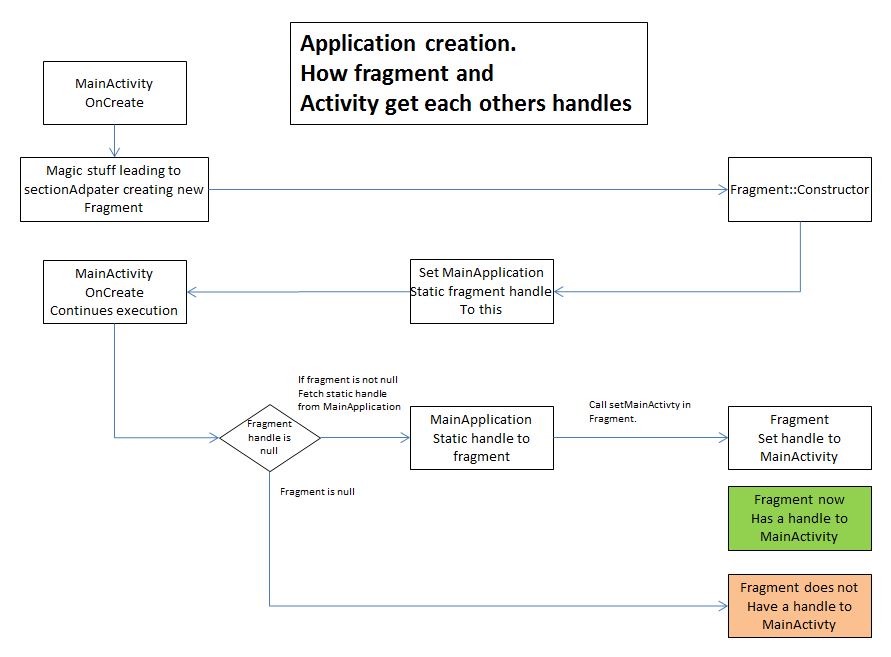 Application creation.
How fragment and
Activity get each others handles
MainActivity
OnCreate
Magic stuff leading to
sectionAdpater creating new
Fragment
Fragment::Constructor
MainActivity
OnCreate
Continues execution
Set MainApplication
Static fragment handle
To this
If fragment is not null
Fetch static handle
from MainApplication
Fragment
handle is
null
MainApplication
Static handle to
fragment
Call setMainActivty in
Fragment.
Fragment
Set handle to
MainActivity
Fragment is null
Fragment now
Has a handle to
MainActivity
Fragment does not
Have a handle to
MainActivty